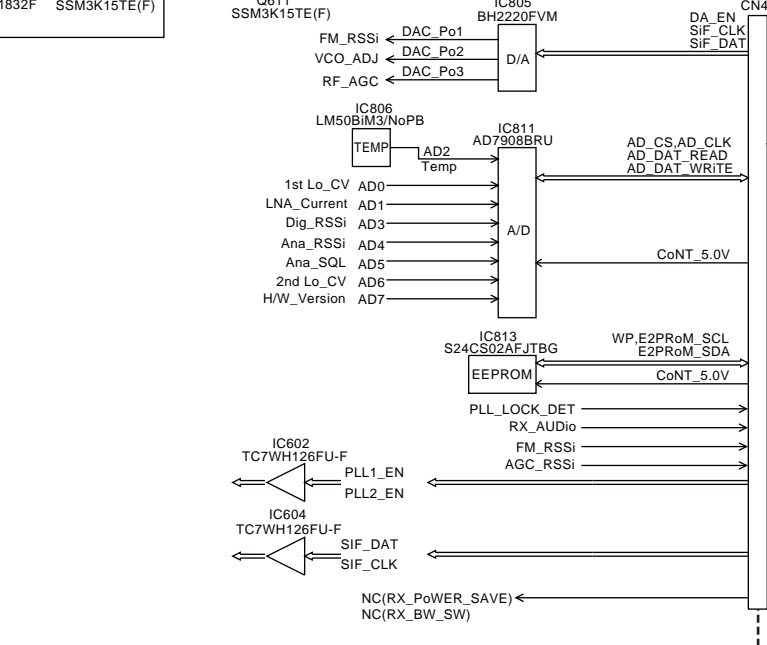 1832F SSM3K15TE(F)
Q611
SSM3K15TE(F)
IC805
BH2220FVM
CN4
DA_EN
SiF_CLK
SiF_DAT
FM_RSSi DAC_Po1
VCO_ADJ DAC_Po2
RF_AGC DAC_Po3
D/A
IC806
LM50BiM3/NoPB
TEMP
AD2
Temp
IC811
AD7908BRU
A/D
AD_CS,AD_CLK
AD_DAT_READ
AD_DAT_WRiTE
1st Lo_CV AD0
LNA_Current AD1
Dig_RSSi AD3
Ana_RSSi AD4
Ana_SQL AD5
2nd Lo_CV AD6
H/W_Version AD7
CoNT_5.0V
IC813
S24CS02AFJTBG
EEPROM
WP,E2PRoM_SCL
E2PRoM_SDA
CoNT_5.0V
PLL_LOCK_DET
RX_AUDio
FM_RSSi
AGC_RSSi
IC602
TC7WH126FU-F
PLL1_EN
PLL2_EN
IC604
TC7WH126FU-F
SIF_DAT
SIF_CLK
NC(RX_PoWER_SAVE)
NC(RX_BW_SW)